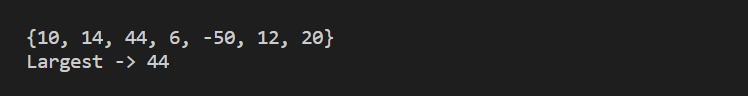 {10, 14, 44, 6, -50, 12, 20}
Largest -> 44